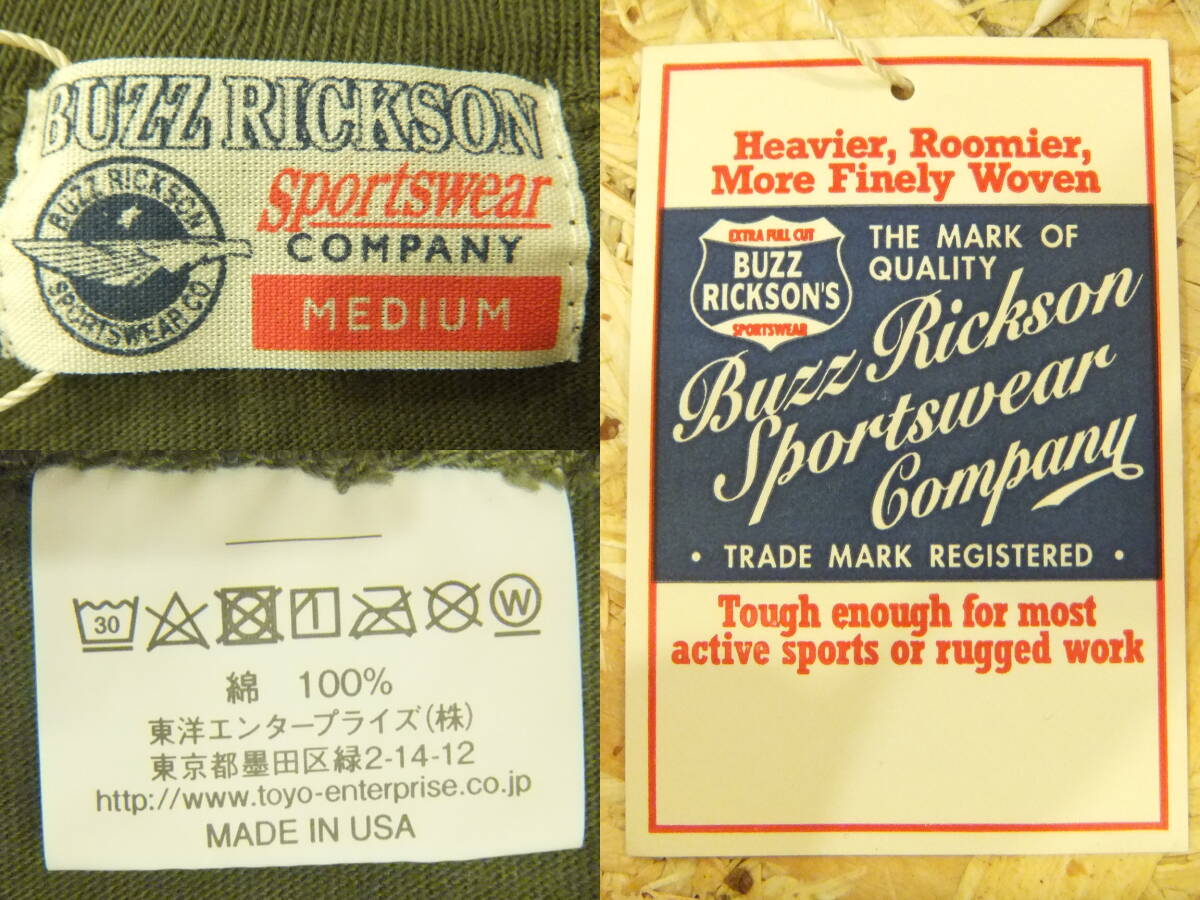 BUZZ RICKSON
Sportswear
COMPANY
MEDIUM
BUZZ RICKSON
SPORTSWEAR CO
30
W
綿 100%
東洋エンタープライズ(株)
東京都墨田区緑2-14-12
http://www.toyo-enterprise.co.jp
MADE IN USA
Heavier, Roomier,
More Finely Woven
EXTRA FULL CUT
BUZZ
RICKSON'S
SPORTSWEAR
THE MARK OF
QUALITY
Buzz Rickson
Sportswear
Company
• TRADE MARK REGISTERED •
Tough enough for most
active sports or rugged work